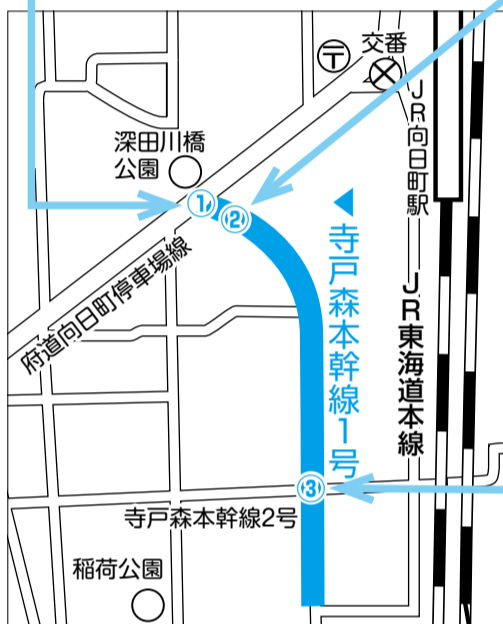 〒
交番
JR向日町駅
深田川橋
公園
①
②
◀寺戸森本幹線1号
府道向日町停車場線
JR東海道本線
③
寺戸森本幹線2号
稲荷公園